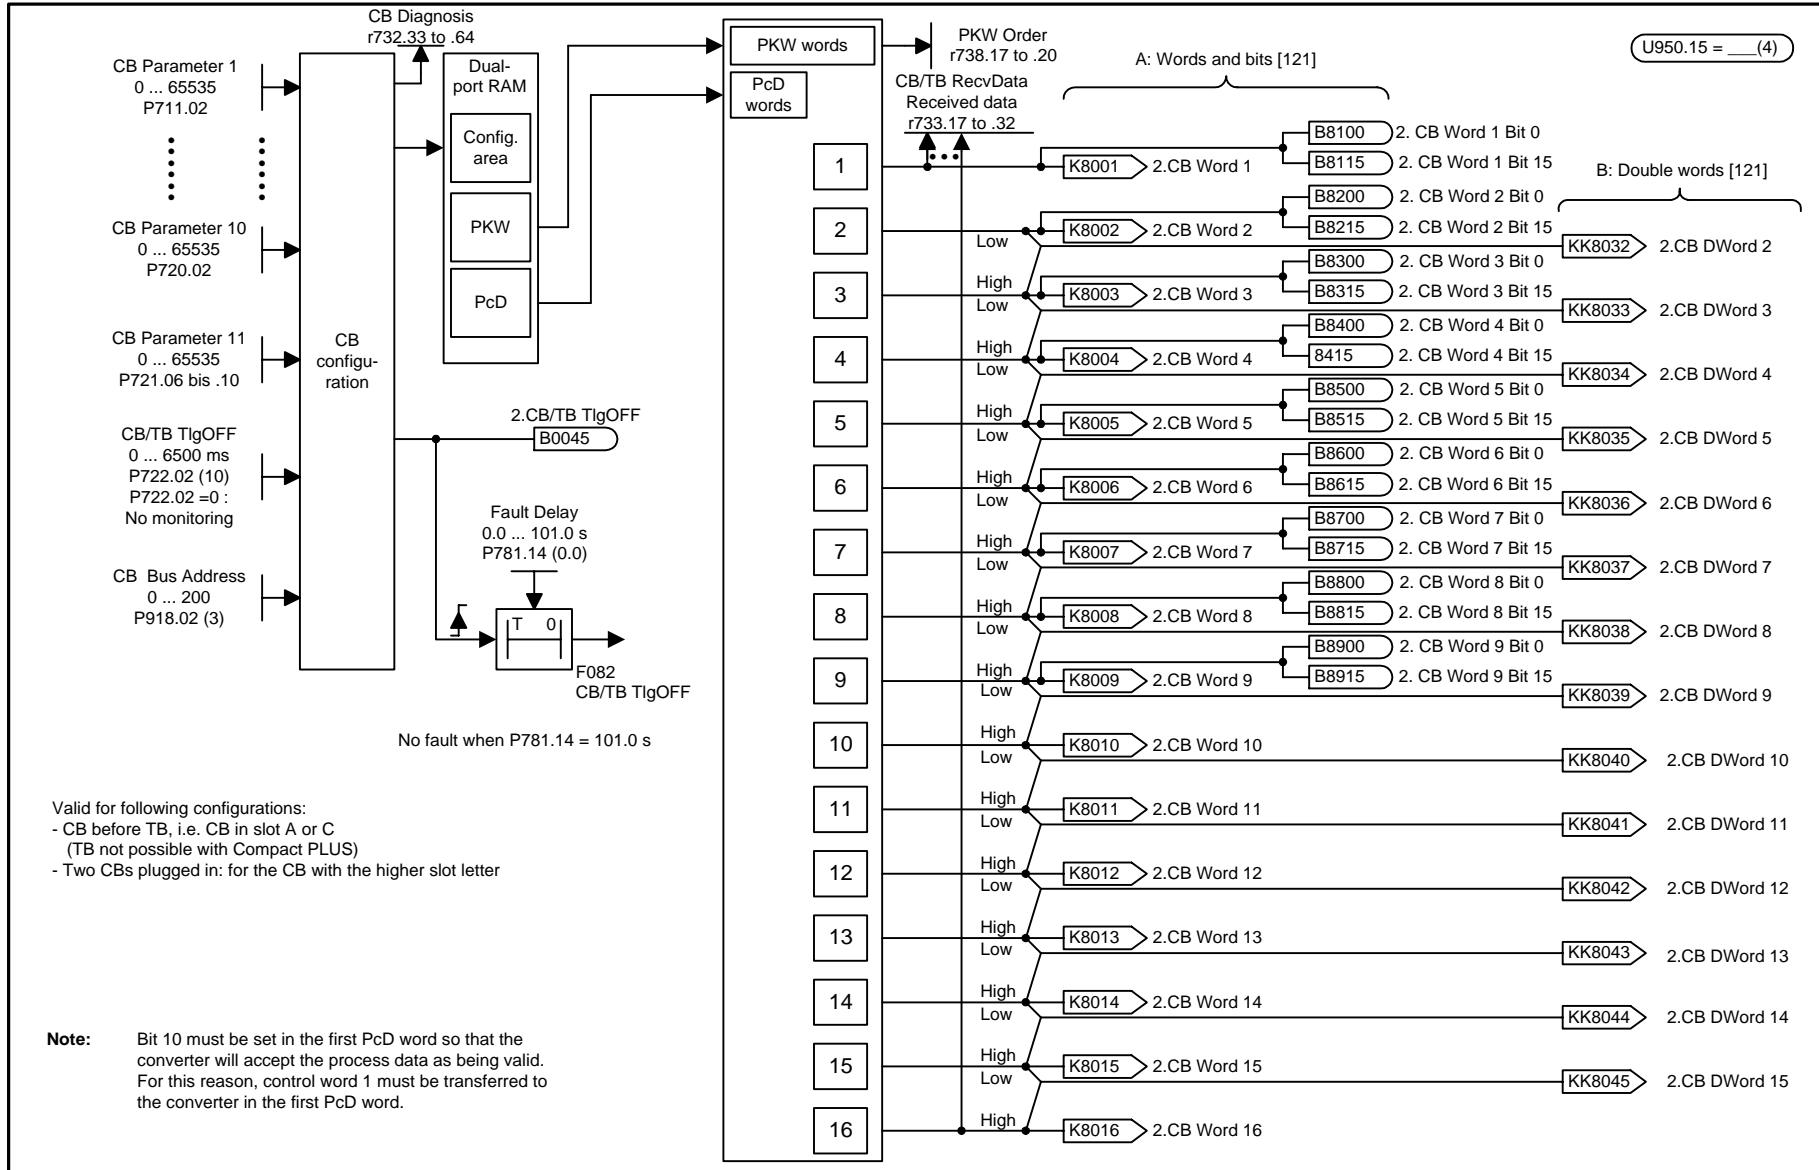 CB Diagnosis
r732.33 to .64
CB Parameter 1
0 ... 65535
P711.02
CB Parameter 10
0 ... 65535
P720.02
CB Parameter 11
0 ... 65535
P721.06 bis .10
CB/TB TlgOFF
0 ... 6500 ms
P722.02 (10)
P722.02 =0 :
No monitoring
CB  Bus Address
0 ... 200
P918.02 (3)
CB
configu-
ration
Dual-
port RAM
Config.
area
PKW
PcD
2.CB/TB TlgOFF
B0045
Fault Delay
0.0 ... 101.0 s
P781.14 (0.0)
T 0
F082
CB/TB TlgOFF
No fault when P781.14 = 101.0 s
Valid for following configurations:
- CB before TB, i.e. CB in slot A or C
(TB not possible with Compact PLUS)
- Two CBs plugged in: for the CB with the higher slot letter
Note: Bit 10 must be set in the first PcD word so that the
converter will accept the process data as being valid.
For this reason, control word 1 must be transferred to
the converter in the first PcD word.
PKW words
PcD
words
PKW Order
r738.17 to .20
CB/TB RecvData
Received data
r733.17 to .32
A: Words and bits [121]
U950.15 = ___(4)
B: Double words [121]
B8100 2. CB Word 1 Bit 0
1 K8001 2.CB Word 1 B8115 2. CB Word 1 Bit 15
B8200 2. CB Word 2 Bit 0
2 K8002 2.CB Word 2 B8215 2. CB Word 2 Bit 15
Low KK8032 2.CB DWord 2
B8300 2. CB Word 3 Bit 0
3 High K8003 2.CB Word 3 B8315 2. CB Word 3 Bit 15
Low KK8033 2.CB DWord 3
B8400 2. CB Word 4 Bit 0
4 High K8004 2.CB Word 4 8415 2. CB Word 4 Bit 15
Low KK8034 2.CB DWord 4
B8500 2. CB Word 5 Bit 0
5 High K8005 2.CB Word 5 B8515 2. CB Word 5 Bit 15
Low KK8035 2.CB DWord 5
B8600 2. CB Word 6 Bit 0
6 High K8006 2.CB Word 6 B8615 2. CB Word 6 Bit 15
Low KK8036 2.CB DWord 6
B8700 2. CB Word 7 Bit 0
7 High K8007 2.CB Word 7 B8715 2. CB Word 7 Bit 15
Low KK8037 2.CB DWord 7
B8800 2. CB Word 8 Bit 0
8 High K8008 2.CB Word 8 B8815 2. CB Word 8 Bit 15
Low KK8038 2.CB DWord 8
B8900 2. CB Word 9 Bit 0
9 High K8009 2.CB Word 9 B8915 2. CB Word 9 Bit 15
Low KK8039 2.CB DWord 9
10 High K8010 2.CB Word 10
Low KK8040 2.CB DWord 10
11 High K8011 2.CB Word 11
Low KK8041 2.CB DWord 11
12 High K8012 2.CB Word 12
Low KK8042 2.CB DWord 12
13 High K8013 2.CB Word 13
Low KK8043 2.CB DWord 13
14 High K8014 2.CB Word 14
Low KK8044 2.CB DWord 14
15 High K8015 2.CB Word 15
Low KK8045 2.CB DWord 15
16 High K8016 2.CB Word 16